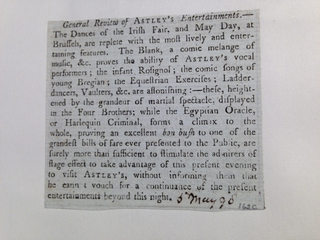 General Review of ASTLEY's Entertainments.—
The Dances of the Irish Fair, and May Day, at
Brussels, are replete with the most lively and enter-
taining features. The Blank, a comic melange of
music, &c. proves the ability of ASTLEY's vocal
performers; the infant Rosignol; the comic songs of
young Bregian; the Equestrian Exercises; Ladder-
dancers, Vaulters, &c. are astonishing:—these, height-
ened by the grandeur of martial spectacle, displayed
in the Four Brothers; while the Egyptian Oracle,
or Harlequin Criminal, forms a climax to the
whole, proving an excellent bon bush to one of the
grandest bills of fare ever presented to the Public, are
surely more than sufficient to stimulate the admirers of
stage effect to take advantage of this present evening
to visit ASTLEY's, without informing them that
he cannot vouch for a continuance of the present
entertainments beyond this night. 5 May 96